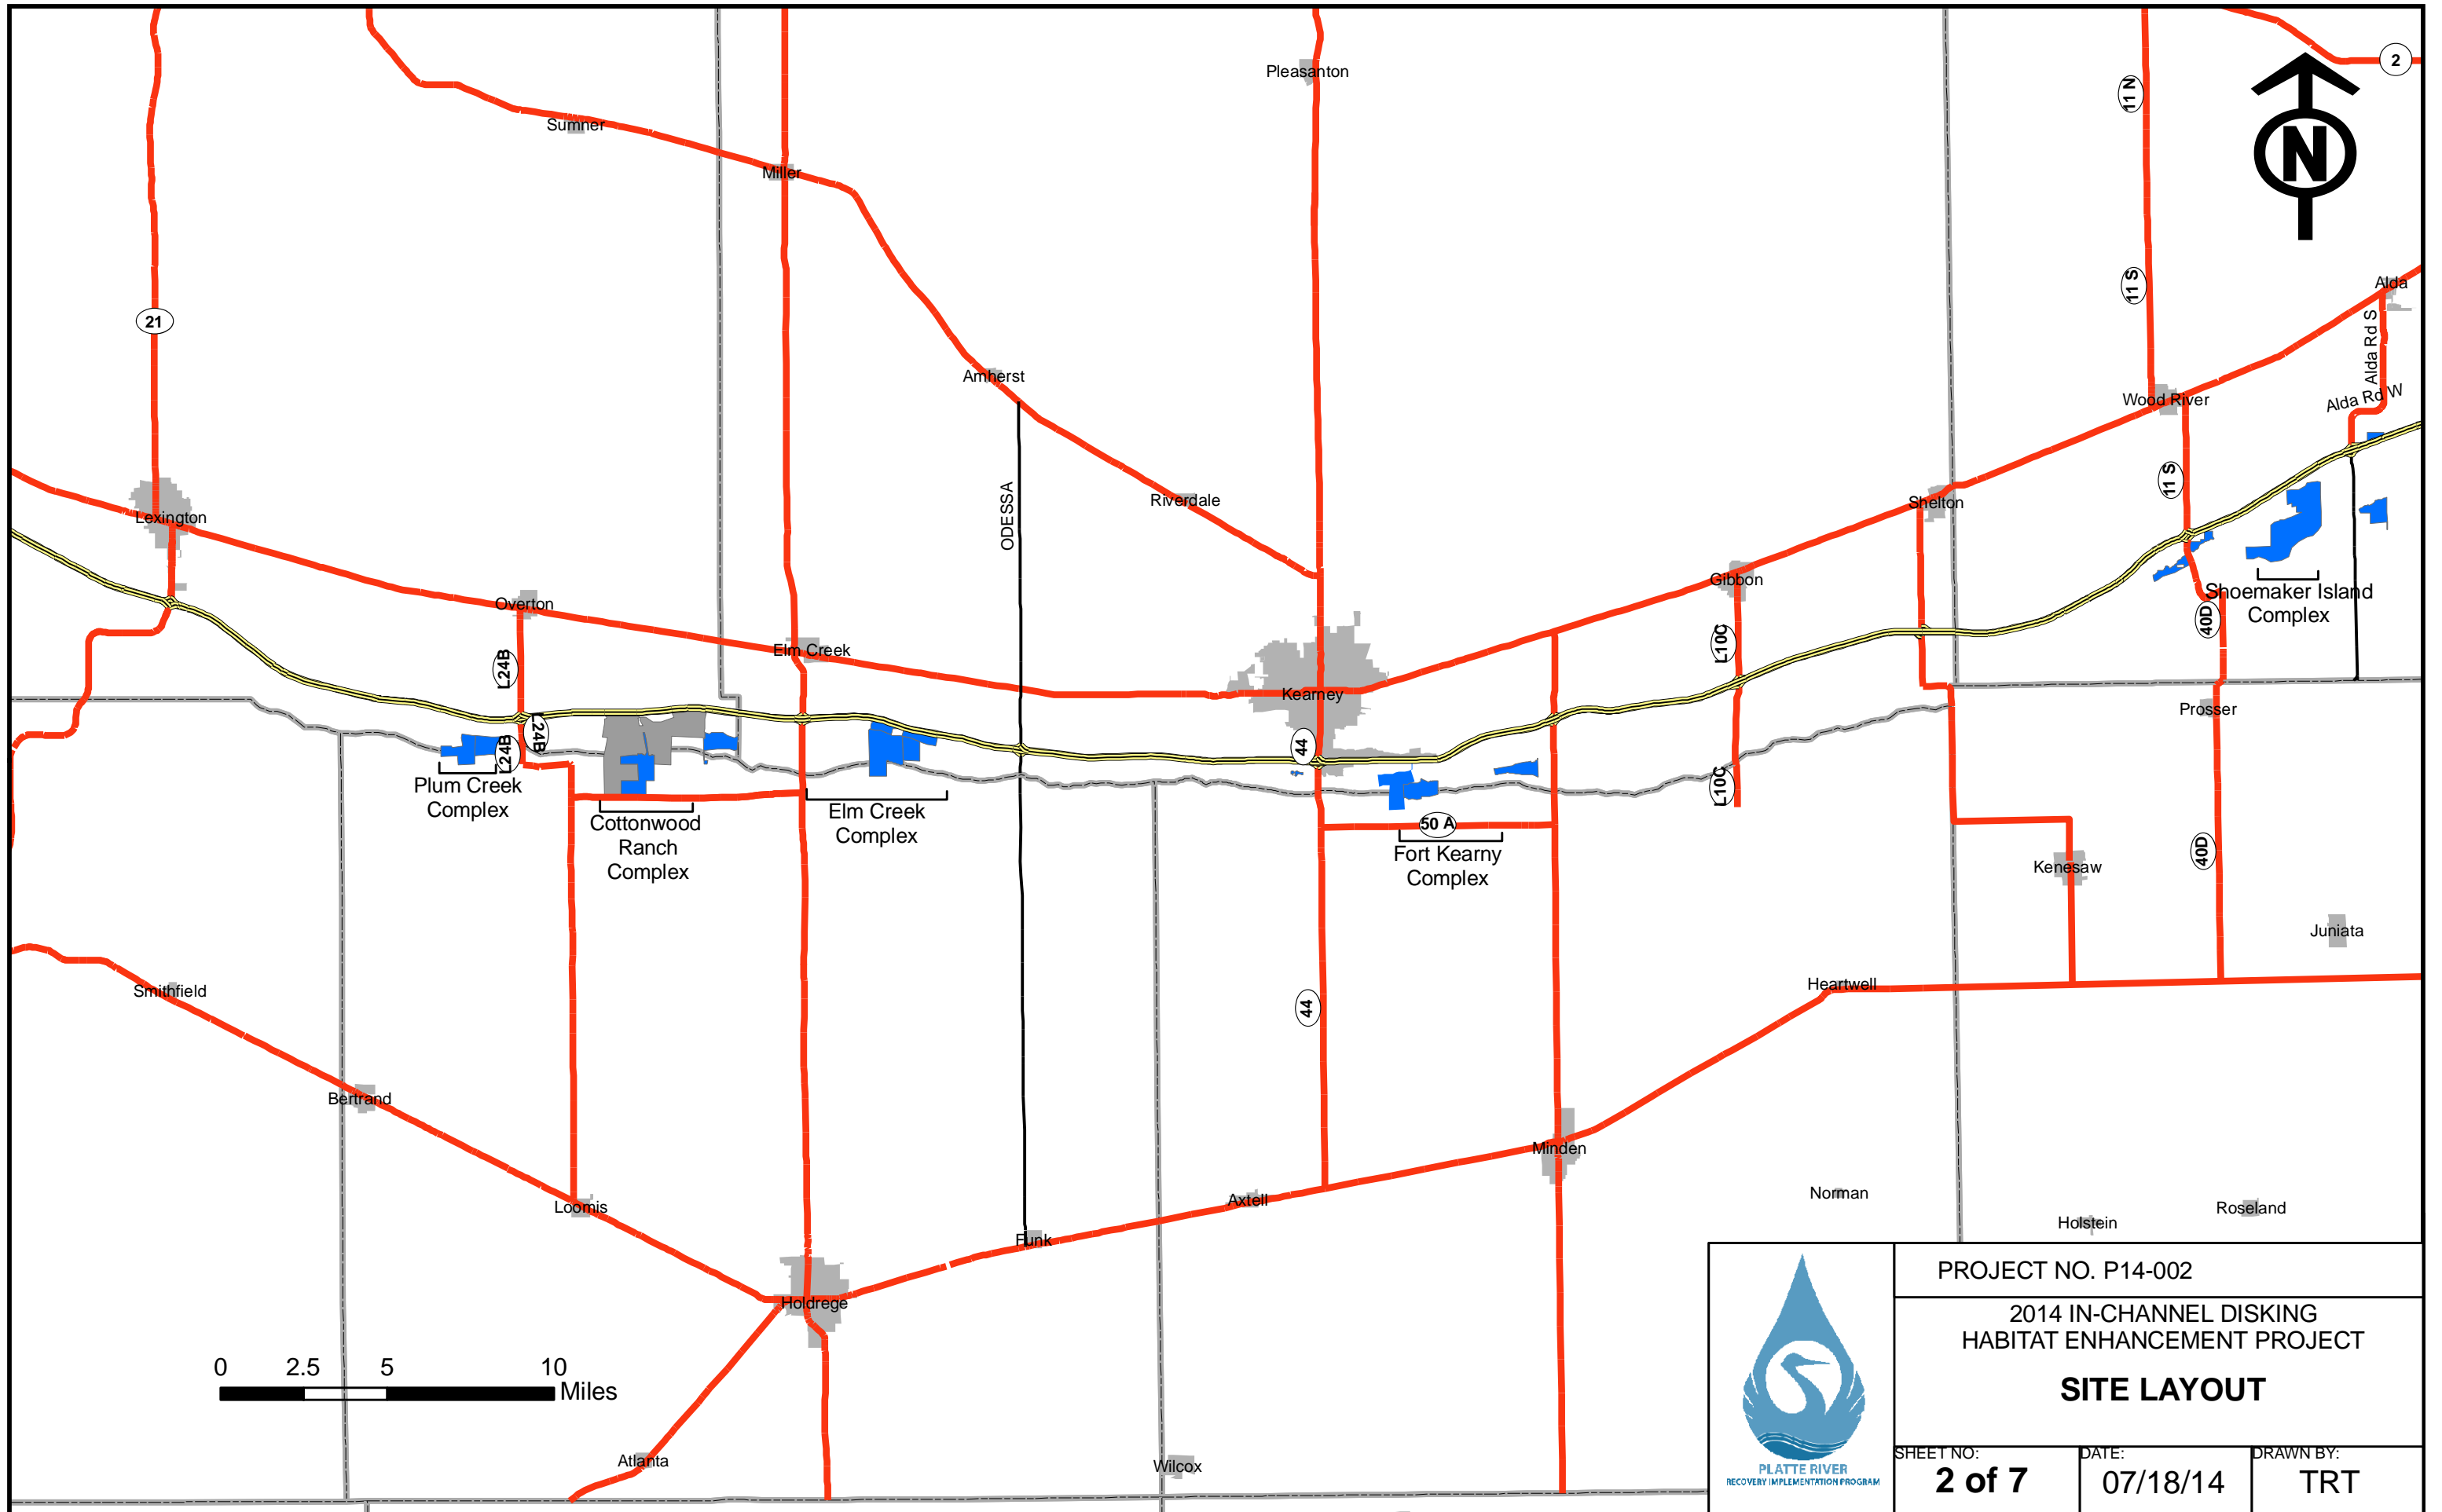 Pleasanton
2
11 N
N
Sumner
Miller
11 S
Alda
21
Alda Rd S
Amherst
Alda Rd W
Wood River
ODESSA
Riverdale
11 S
Shelton
Lexington
Gibbon
Overton
Shoemaker Island
Complex
40D
L10C
L24B
Elm Creek
Kearney
Prosser
L24B
L24B
44
L10C
Plum Creek
Complex
Cottonwood
Ranch
Complex
Elm Creek
Complex
50 A
Fort Kearny
Complex
40D
Kenesaw
Juniata
Smithfield
Heartwell
44
Bertrand
Minden
Loomis
Axtell
Norman
Roseland
Holstein
Funk
Holdrege
0 2.5 5 10
Miles
Atlanta
Wilcox
PROJECT NO. P14-002
2014 IN-CHANNEL DISKING
HABITAT ENHANCEMENT PROJECT
SITE LAYOUT
PLATTE RIVER
RECOVERY IMPLEMENTATION PROGRAM
SHEET NO:
2 of 7
DATE:
07/18/14
DRAWN BY:
TRT